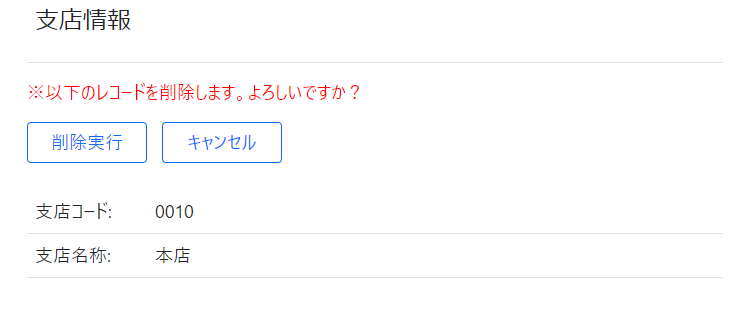 支店情報
※以下のレコードを削除します。よろしいですか？
削除実行 キャンセル
支店コード: 0010
支店名称: 本店